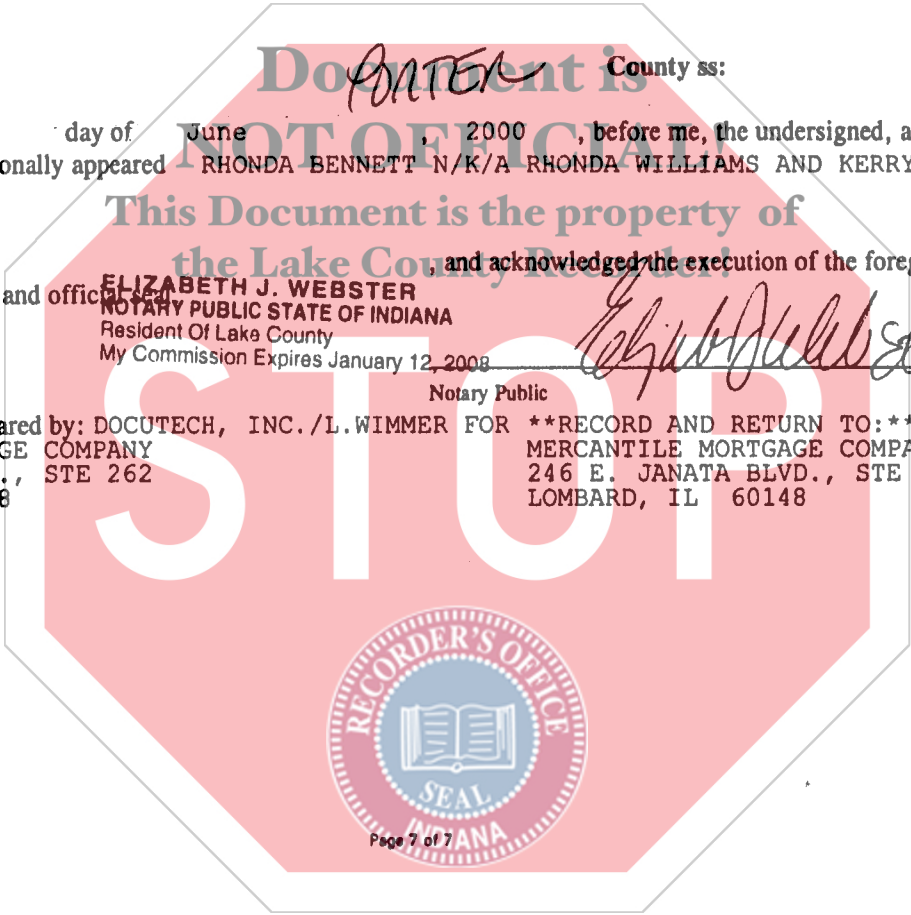 Document is
PORTER County ss:
day of June , 2000 , before me, the undersigned, a
NOT OFFICIAL!
onally appeared RHONDA BENNETT N/K/A RHONDA WILLIAMS AND KERRY
This Document is the property of
the Lake County Recorder!
, and acknowledged the execution of the foreg
and official seal.
ELIZABETH J. WEBSTER
NOTARY PUBLIC STATE OF INDIANA
Resident Of Lake County
My Commission Expires January 12, 2008
Notary Public
ared by: DOCUTECH, INC./L.WIMMER FOR **RECORD AND RETURN TO:**
GE COMPANY MERCANTILE MORTGAGE COMPA
., STE 262 246 E. JANATA BLVD., STE
8 LOMBARD, IL 60148
STOP
RECORDER'S OFFICE
SEAL
INDIANA
Page 7 of 7